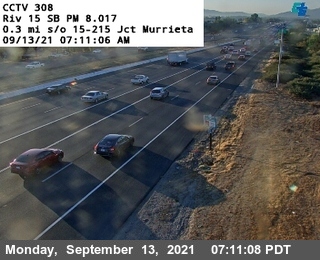 CCTV 308
Riv 15 SB PM 8.017
0.3 mi s/o 15-215 Jct Murrieta
09/13/21 07:11:06 AM
Monday, September 13, 2021 07:11:08 PDT